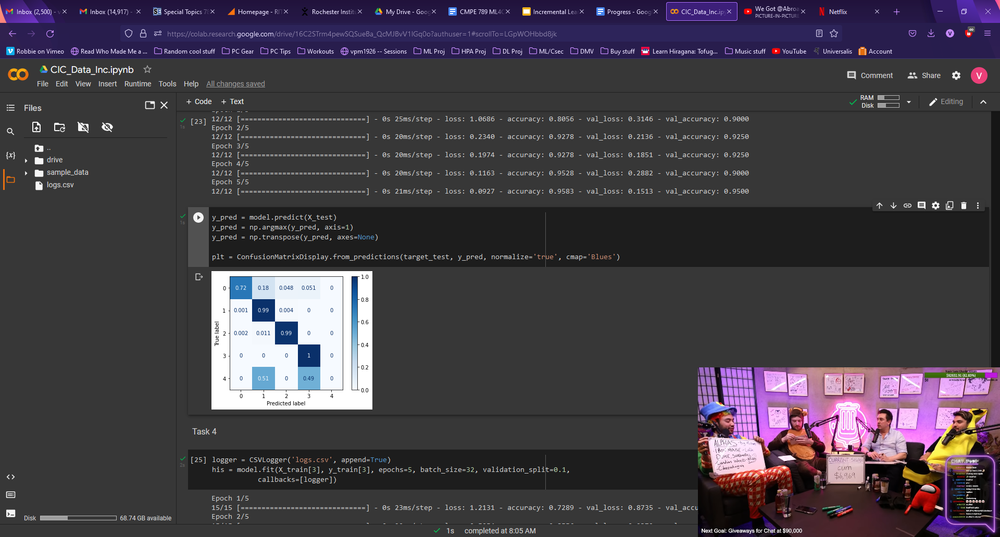 Inbox (2,500) - v
Inbox (14,917) -
Special Topics 78
Homepage - RIT
Rochester Institu
My Drive - Goog
CMPE 789 ML4C
Incremental Lea
Progress - Goog
CIC_Data_Inc.ip
We Got @Abroa
PICTURE-IN-PICTURE
Netflix
https://colab.research.google.com/drive/16C2STrm4pewSQSueBa_QcMJBvV1lGq0o?authuser=1#scrollTo=LGpWOHbbd8jk
Robbie on Vimeo
Read Who Made Me a ...
Random cool stuff
PC Gear
PC Tips
Workouts
vpm1926 -- Sessions
ML Proj
HPA Proj
DL Proj
ML/Csec
DMV
Buy stuff
Learn Hiragana: Tofug...
Music stuff
YouTube
Universalis
Account
CIC_Data_Inc.ipynb
File Edit View Insert Runtime Tools Help All changes saved
Comment
Share
V
Files
+ Code + Text
RAM
Disk
Editing
..
drive
sample_data
logs.csv
[23]
1s
12/12 [==============================] - 0s 25ms/step - loss: 1.0686 - accuracy: 0.8056 - val_loss: 0.3146 - val_accuracy: 0.9000
Epoch 2/5
12/12 [==============================] - 0s 20ms/step - loss: 0.2340 - accuracy: 0.9278 - val_loss: 0.2136 - val_accuracy: 0.9250
Epoch 3/5
12/12 [==============================] - 0s 20ms/step - loss: 0.1974 - accuracy: 0.9278 - val_loss: 0.1851 - val_accuracy: 0.9250
Epoch 4/5
12/12 [==============================] - 0s 20ms/step - loss: 0.1163 - accuracy: 0.9528 - val_loss: 0.2882 - val_accuracy: 0.9000
Epoch 5/5
12/12 [==============================] - 0s 21ms/step - loss: 0.0927 - accuracy: 0.9583 - val_loss: 0.1513 - val_accuracy: 0.9500
1s
y_pred = model.predict(X_test)
y_pred = np.argmax(y_pred, axis=1)
y_pred = np.transpose(y_pred, axes=None)
plt = ConfusionMatrixDisplay.from_predictions(target_test, y_pred, normalize='true', cmap='Blues')
0 0.72 0.18 0.048 0.051 0
1 0.001 0.99 0.004 0 0
2 0.002 0.011 0.99 0 0
3 0 0 0 1 0
4 0 0.51 0 0.49 0
0 1 2 3 4
True label
Predicted label
1.0
0.8
0.6
0.4
0.2
0.0
Task 4
[25]
2s
logger = CSVLogger('logs.csv', append=True)
his = model.fit(X_train[3], y_train[3], epochs=5, batch_size=32, validation_split=0.1,
callbacks=[logger])
Epoch 1/5
15/15 [==============================] - 0s 23ms/step - loss: 1.2131 - accuracy: 0.7289 - val_loss: 0.8735 - val_accu
Epoch 2/5
Disk
68.74 GB available
1s completed at 8:05 AM
$82832.91 (82.83%)
ALPHAS
CURRENT SIGMA
CUM
$6,969
Next Goal: Giveaways for Chat at $90,000